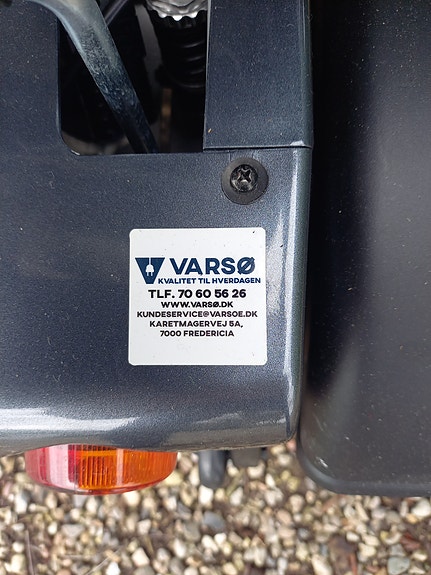 VARSØ
KVALITET TIL HVERDAGEN
TLF. 70 60 56 26
WWW.VARSØ.DK
KUNDESERVICE@VARSOE.DK
KARETMAGERVEJ 5A,
7000 FREDERICIA